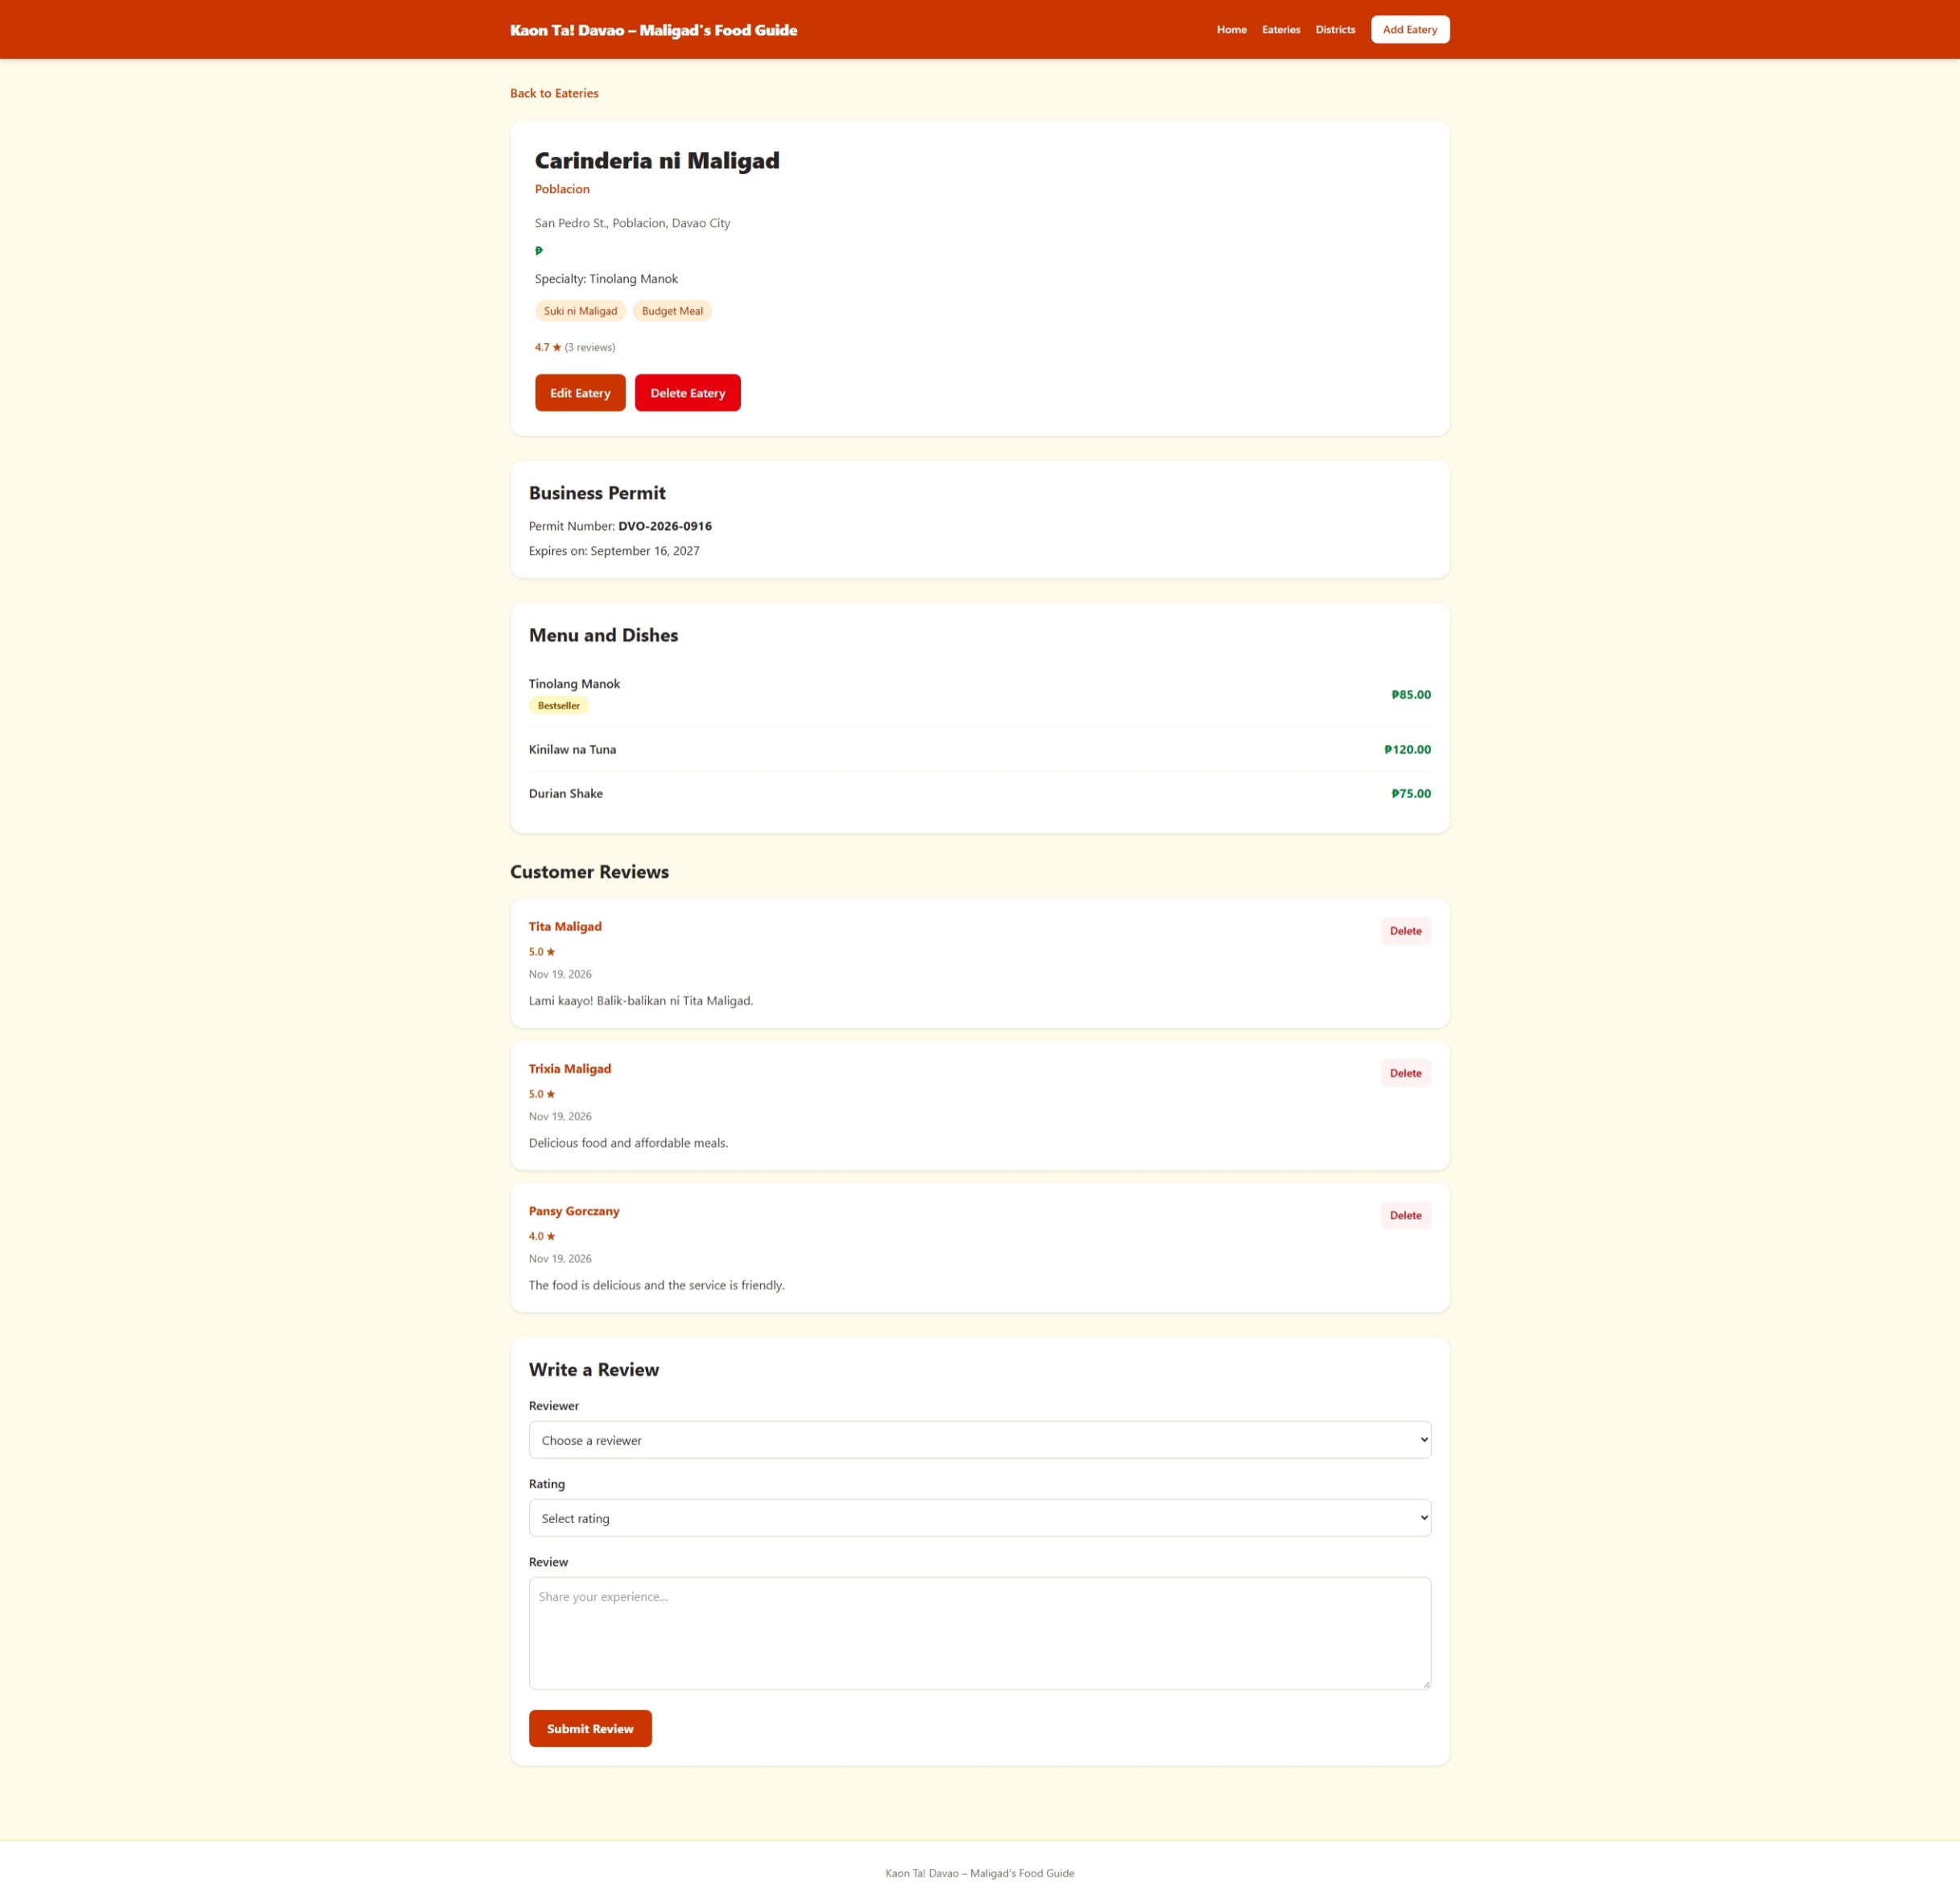 Kaon Ta! Davao – Maligad's Food Guide
Home Eateries Districts Add Eatery
Back to Eateries
Carinderia ni Maligad
Poblacion
San Pedro St., Poblacion, Davao City
₱
Specialty: Tinolang Manok
Suki ni Maligad Budget Meal
4.7 ★ (3 reviews)
Edit Eatery Delete Eatery
Business Permit
Permit Number: DVO-2026-0916
Expires on: September 16, 2027
Menu and Dishes
Tinolang Manok
Bestseller
₱85.00
Kinilaw na Tuna ₱120.00
Durian Shake ₱75.00
Customer Reviews
Tita Maligad
Delete
5.0 ★
Nov 19, 2026
Lami kaayo! Balik-balikan ni Tita Maligad.
Trixia Maligad
Delete
5.0 ★
Nov 19, 2026
Delicious food and affordable meals.
Pansy Gorczany
Delete
4.0 ★
Nov 19, 2026
The food is delicious and the service is friendly.
Write a Review
Reviewer
Choose a reviewer
Rating
Select rating
Review
Share your experience...
Submit Review
Kaon Ta! Davao – Maligad's Food Guide